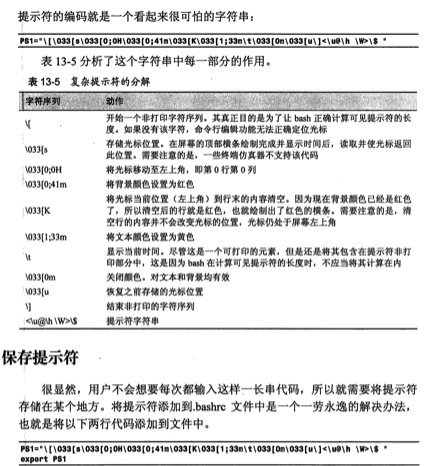 提示符的编码就是一个看起来很可怕的字符串：
PS1="\[\033[s\033[0;0H\033[0;41m\033[K\033[1;33m\t\033[0m\033[u\]<\u@\h \W>\$ "
表 13-5 分析了这个字符串中每一部分的作用。
表 13-5 复杂提示符的分解
字符序列 动作
\[ 开始一个非打印字符序列。其真正目的是为了让 bash 正确计算可见提示符的长
度。如果没有该字符，命令行编辑功能无法正确定位光标
\033[s 存储光标位置。在屏幕的顶部横条绘制完成并显示时间后，读取并使光标返回
此位置。需要注意的是，一些终端仿真器不支持该代码
\033[0;0H 将光标移动至左上角，即第 0 行第 0 列
\033[0;41m 将背景颜色设置为红色
\033[K 将光标当前位置（左上角）到行末的内容清空。因为现在背景颜色已经是红色
了，所以清空后的行就是红色，也就绘制出了红色的横条。需要注意的是，清
空行的内容并不会改变光标的位置，光标仍处于屏幕左上角
\033[1;33m 将文本颜色设置为黄色
\t 显示当前时间。尽管这是一个可打印的元素，但是还是将其包含在提示符非打
印部分中，这是因为 bash 在计算可见提示符的长度时，不应当将其计算在内
\033[0m 关闭颜色。对文本和背景均有效
\033[u 恢复之前存储的光标位置
\] 结束非打印的字符序列
<\u@\h \W>\$ 提示符字符串
保存提示符
很显然，用户不会想要每次都输入这样一长串代码，所以就需要将提示符
存储在某个地方。将提示符添加到.bashrc 文件中是一个一劳永逸的解决办法，
也就是将以下两行代码添加到文件中。
PS1="\[\033[s\033[0;0H\033[0;41m\033[K\033[1;33m\t\033[0m\033[u\]<\u@\h \W>\$ "
export PS1